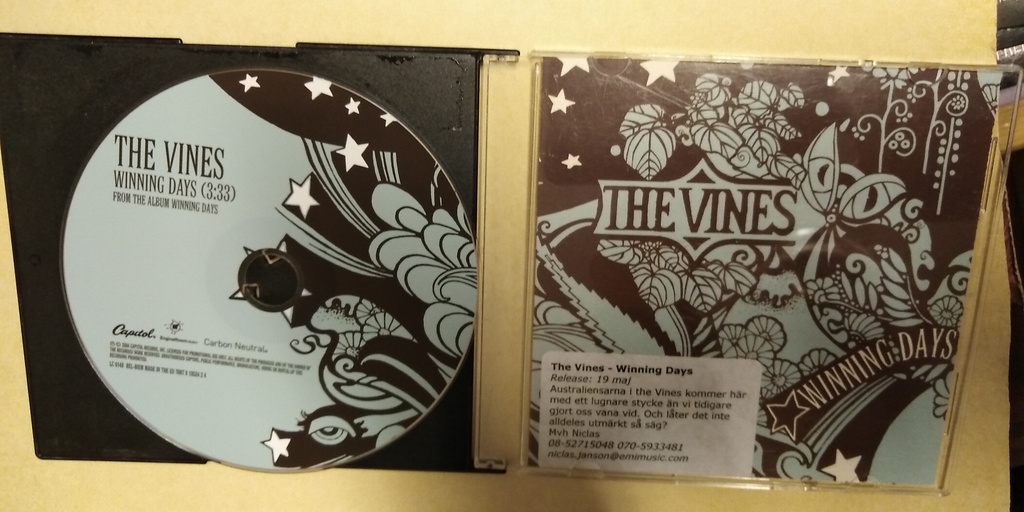 THE VINES
WINNING DAYS (3:33)
FROM THE ALBUM WINNING DAYS
Capitol.
Carbon Neutral.
THE VINES
WINNING DAYS
The Vines - Winning Days
Release: 19 maj
Australiensarna i the Vines kommer här
med ett lugnare stycke än vi tidigare
gjort oss vana vid. Och låter det inte
alldeles utmärkt så säg?
Mvh Niclas
08-52715048 070-5933481
niclas.janson@emimusic.com